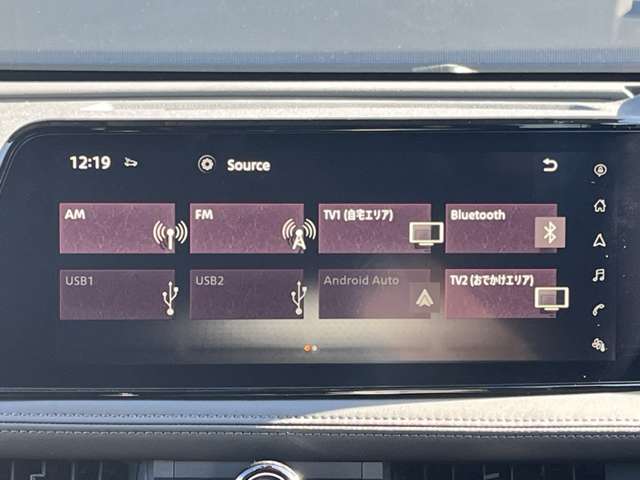 12:19 Source
AM FM TV1 (自宅エリア) Bluetooth
USB1 USB2 Android Auto TV2 (おでかけエリア)